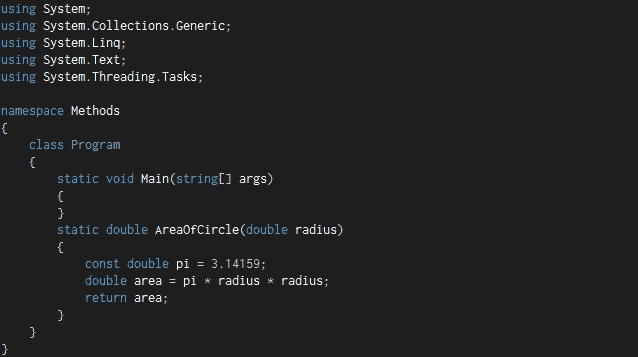 using System;
using System.Collections.Generic;
using System.Linq;
using System.Text;
using System.Threading.Tasks;

namespace Methods
{
    class Program
    {
        static void Main(string[] args)
        {
        }
        static double AreaOfCircle(double radius)
        {
            const double pi = 3.14159;
            double area = pi * radius * radius;
            return area;
        }
    }
}